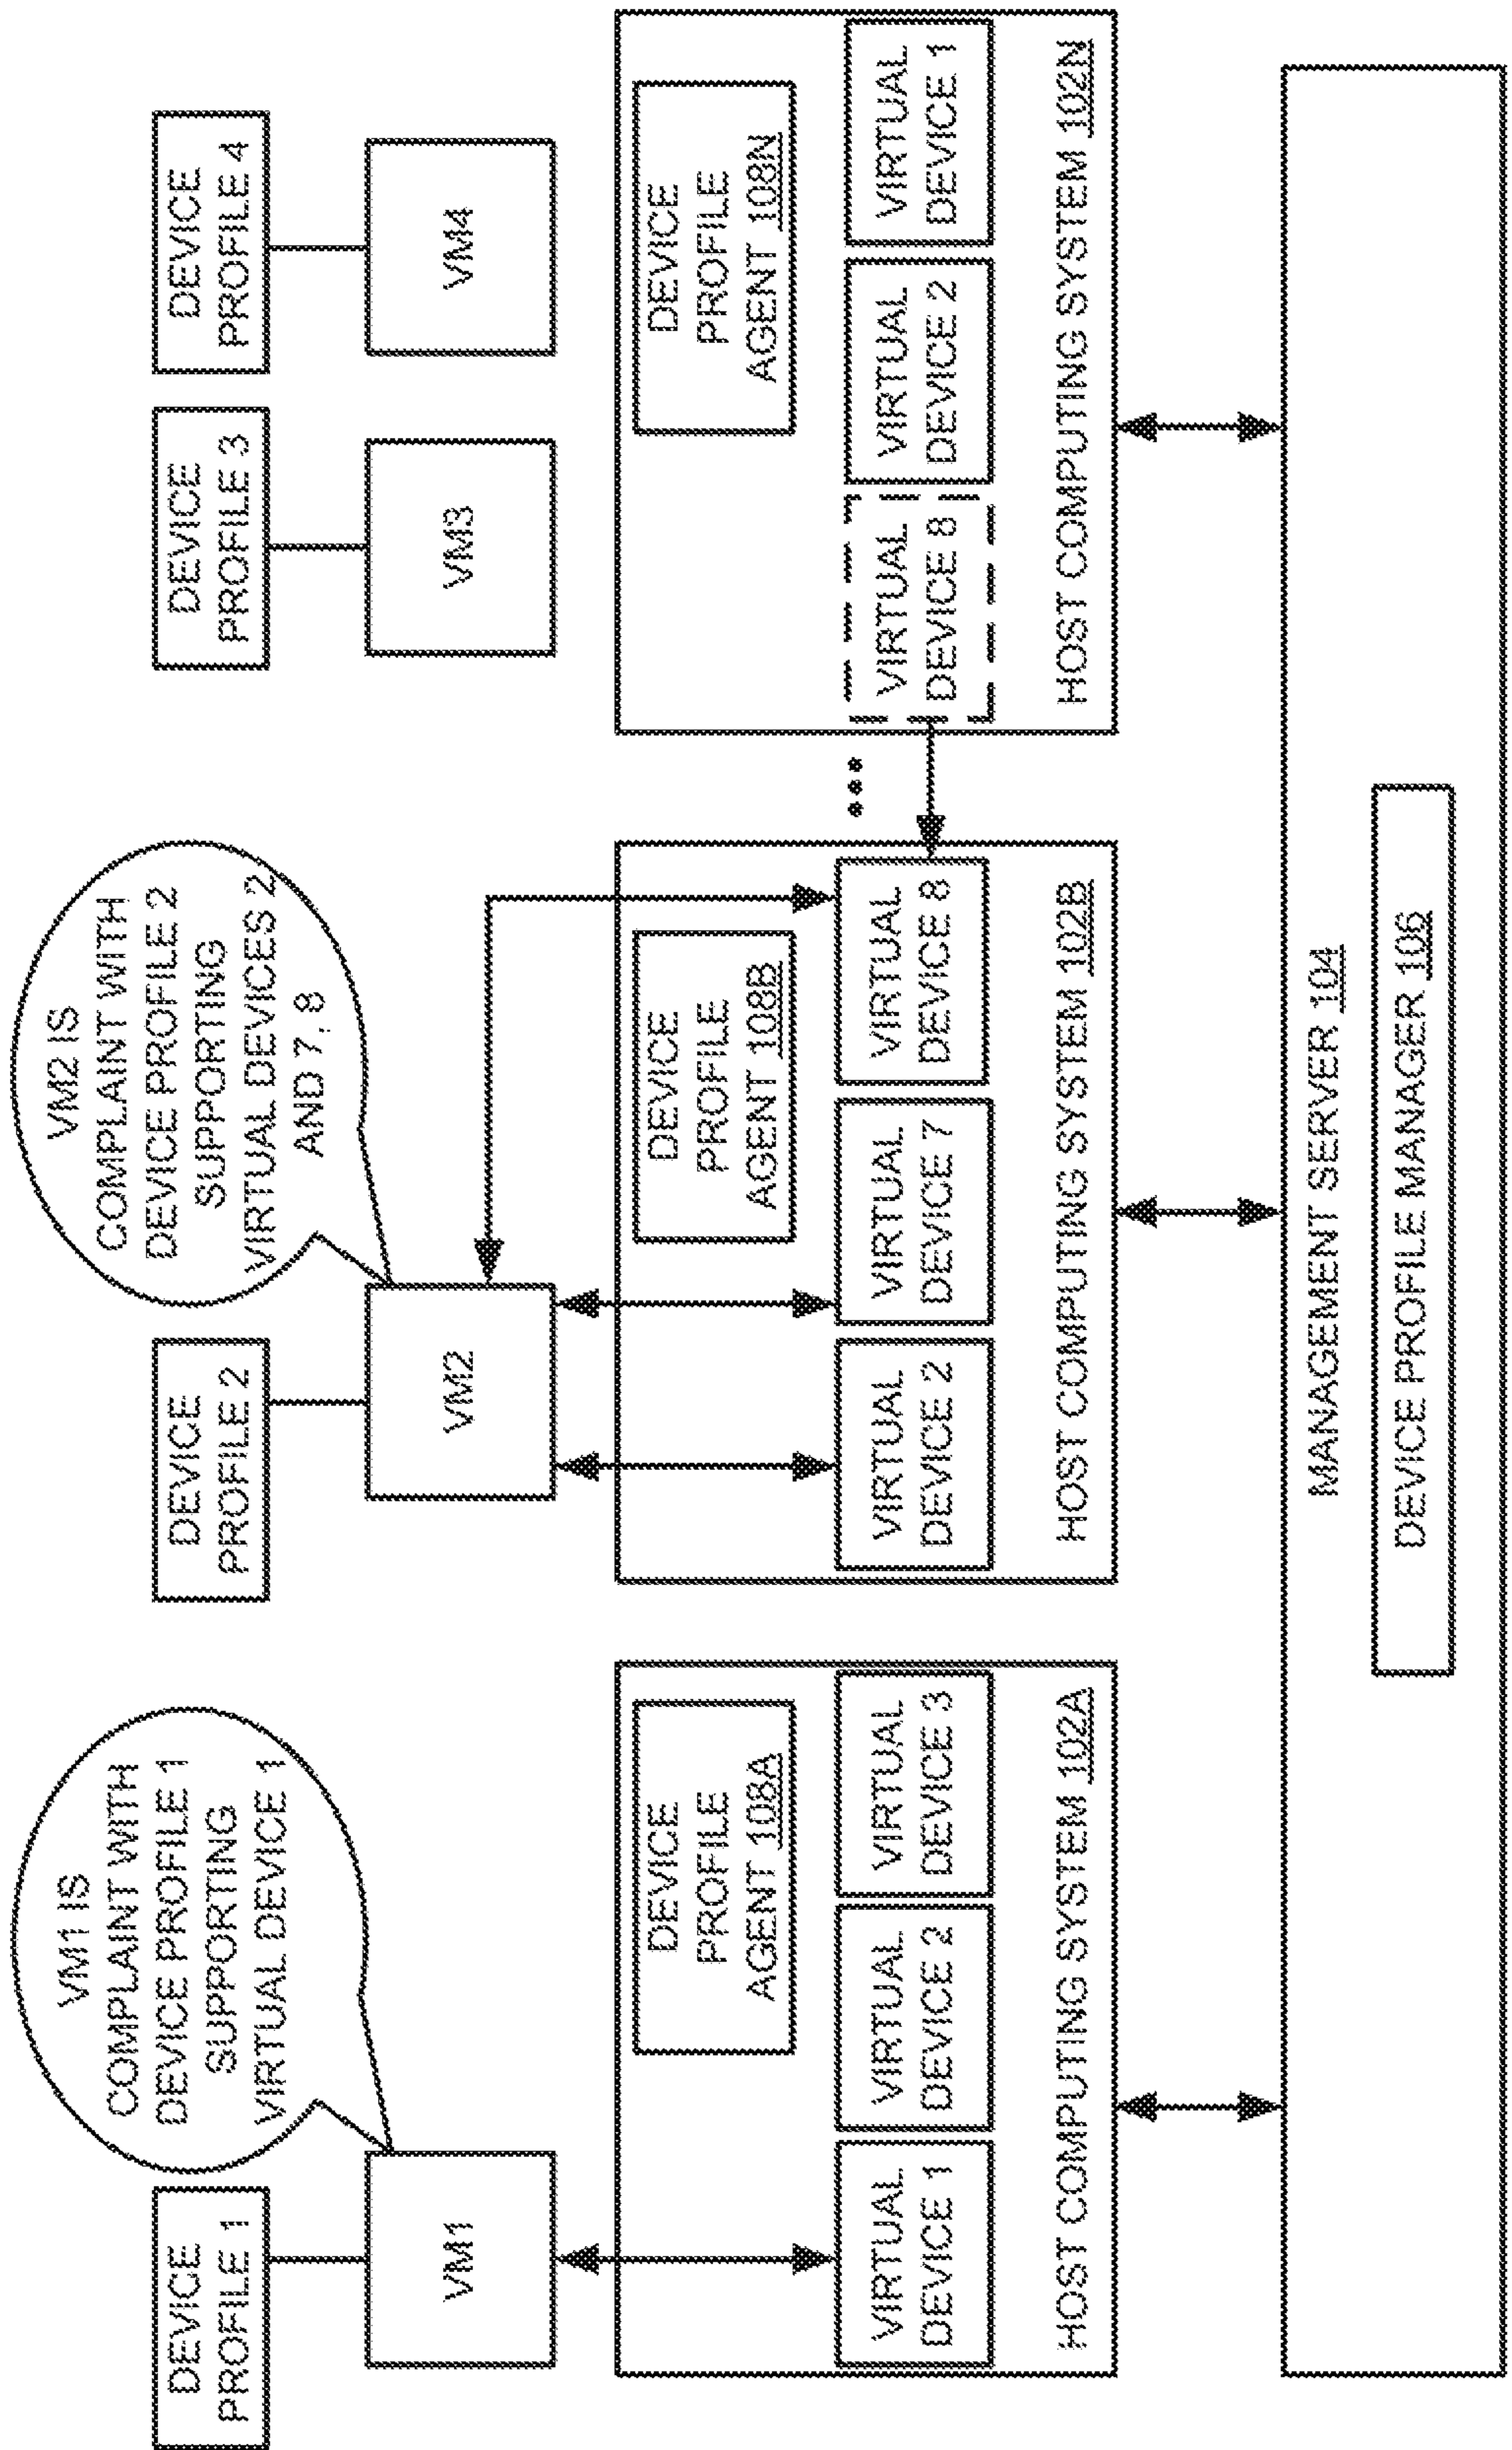 DEVICE
PROFILE 1
VM1 IS
COMPLAINT WITH
DEVICE PROFILE 1
SUPPORTING
VIRTUAL DEVICE 1
VM1
DEVICE
PROFILE 2
VM2 IS
COMPLAINT WITH
DEVICE PROFILE 2
SUPPORTING
VIRTUAL DEVICES 2
AND 7, 8
VM2
DEVICE
PROFILE 3
VM3
DEVICE
PROFILE 4
VM4
DEVICE
PROFILE
AGENT 108A
VIRTUAL
DEVICE 1
VIRTUAL
DEVICE 2
VIRTUAL
DEVICE 3
HOST COMPUTING SYSTEM 102A
DEVICE
PROFILE
AGENT 108B
VIRTUAL
DEVICE 2
VIRTUAL
DEVICE 7
VIRTUAL
DEVICE 8
HOST COMPUTING SYSTEM 102B
•••
DEVICE
PROFILE
AGENT 108N
VIRTUAL
DEVICE 8
VIRTUAL
DEVICE 2
VIRTUAL
DEVICE 1
HOST COMPUTING SYSTEM 102N
MANAGEMENT SERVER 104
DEVICE PROFILE MANAGER 106